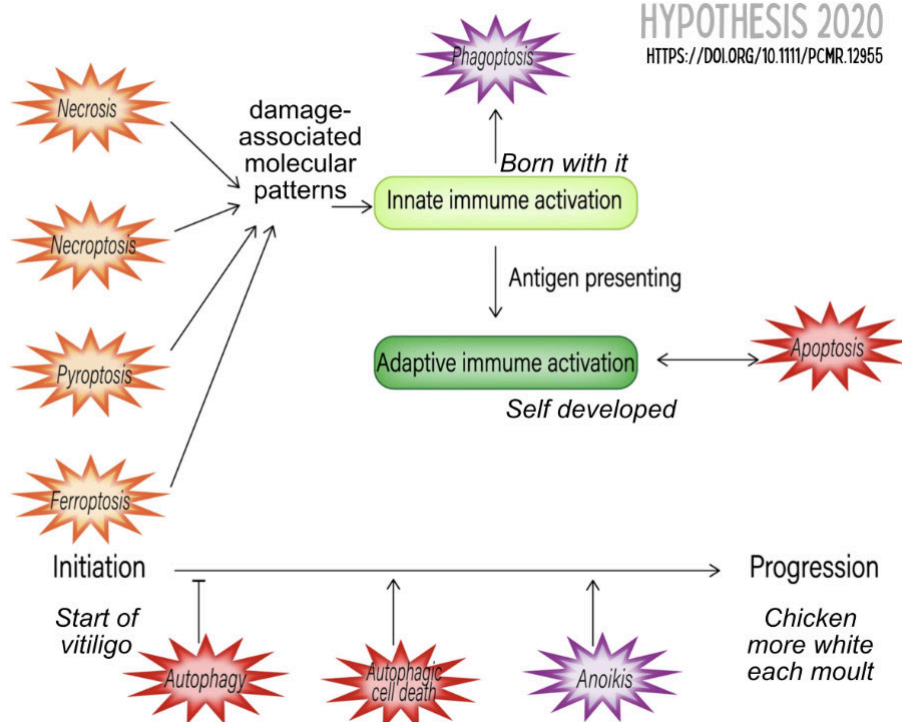 HYPOTHESIS 2020
HTTPS://DOI.ORG/10.1111/PCMR.12955
Phagoptosis
Necrosis
damage-
associated
molecular
patterns
Born with it
Innate immune activation
Necroptosis
Antigen presenting
Pyroptosis
Adaptive immune activation
Apoptosis
Self developed
Ferroptosis
Initiation
Progression
Start of
vitiligo
Chicken
more white
each moult
Autophagy
Autophagic
cell death
Anoikis